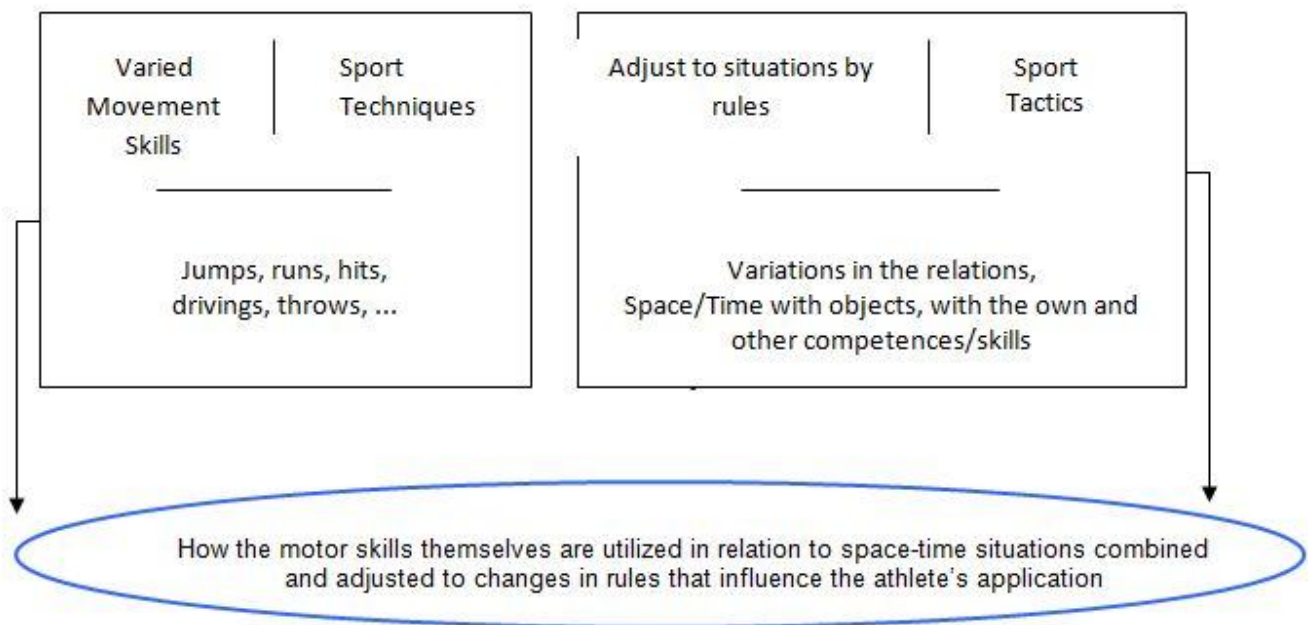 Varied
Movement
Skills
Sport
Techniques
Jumps, runs, hits,
drivings, throws, ...
Adjust to situations by
rules
Sport
Tactics
Variations in the relations,
Space/Time with objects, with the own and
other competences/skills
How the motor skills themselves are utilized in relation to space-time situations combined
and adjusted to changes in rules that influence the athlete's application